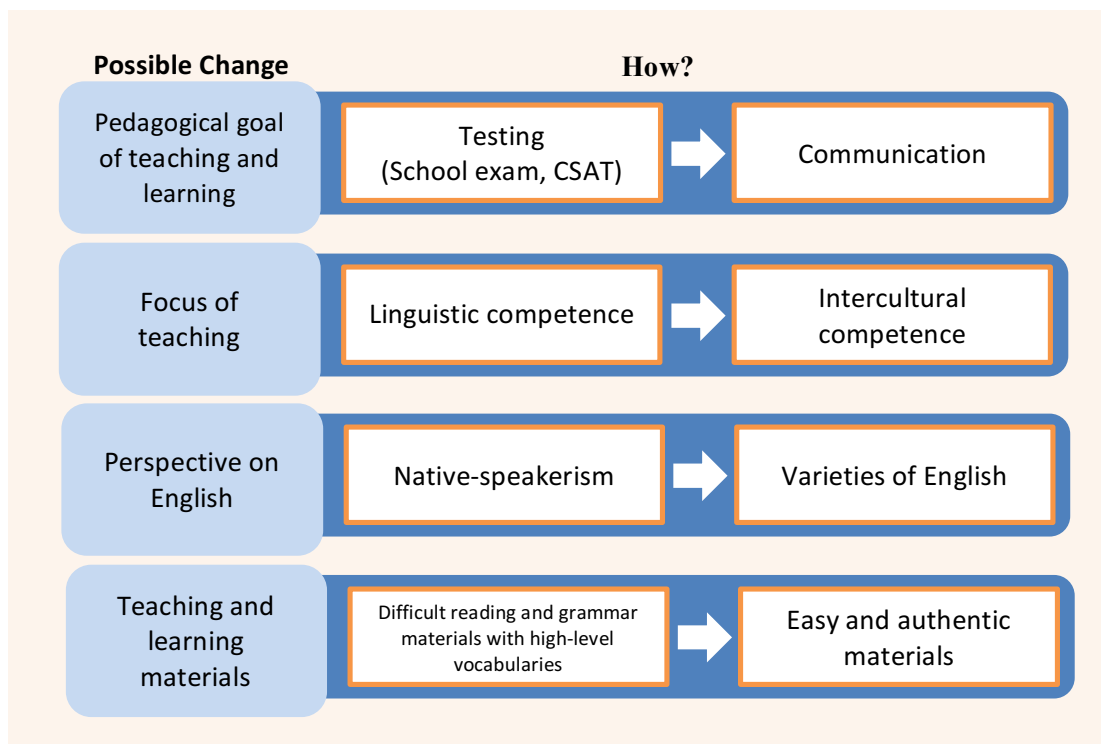 Possible Change
How?
Pedagogical goal
of teaching and
learning
Testing
(School exam, CSAT)
Communication
Focus of
teaching
Linguistic competence
Intercultural
competence
Perspective on
English
Native-speakerism
Varieties of English
Teaching and
learning
materials
Difficult reading and grammar
materials with high-level
vocabularies
Easy and authentic
materials